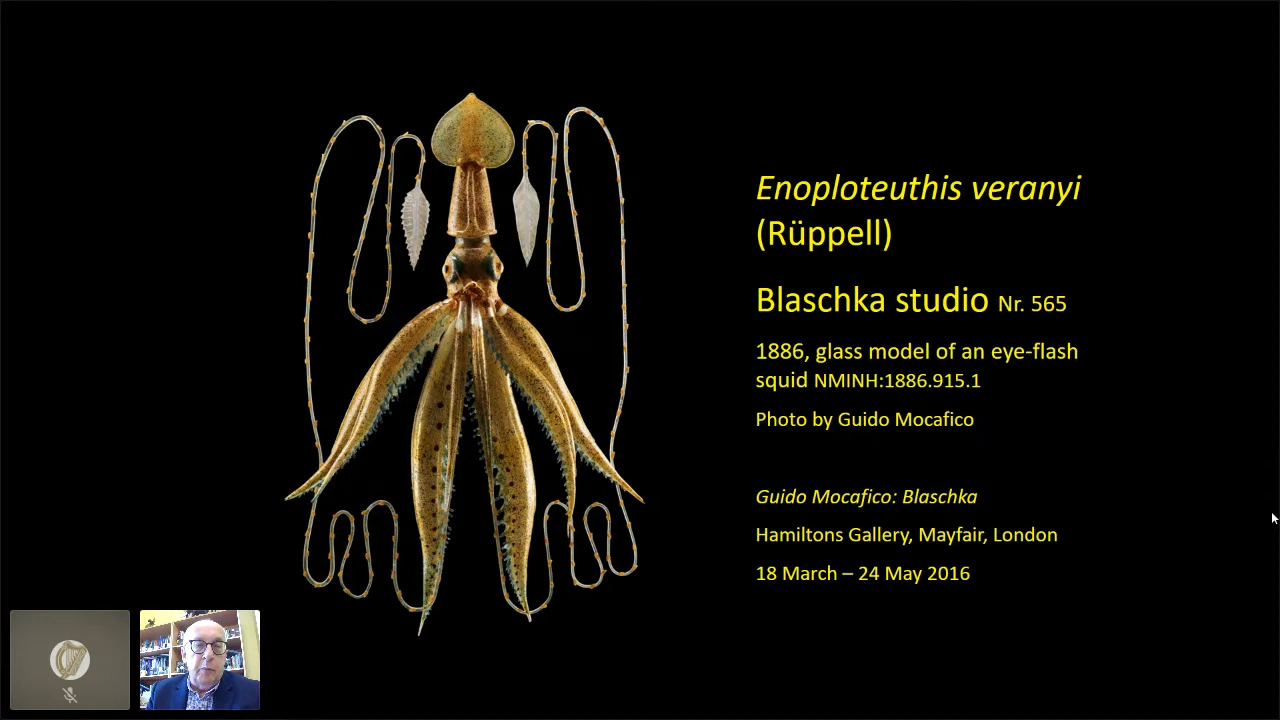 Enoploteuthis veranyi
(Rüppell)
Blaschka studio Nr. 565
1886, glass model of an eye-flash
squid NMINH:1886.915.1
Photo by Guido Mocafico
Guido Mocafico: Blaschka
Hamiltons Gallery, Mayfair, London
18 March – 24 May 2016